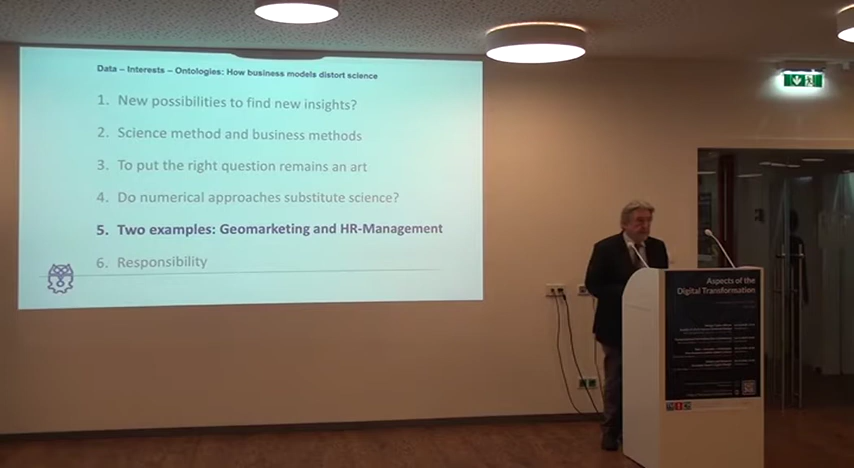 Data – Interests – Ontologies: How business models distort science
1. New possibilities to find new insights?
2. Science method and business methods
3. To put the right question remains an art
4. Do numerical approaches substitute science?
5. Two examples: Geomarketing and HR-Management
6. Responsibility
Aspects of the
Digital Transformation